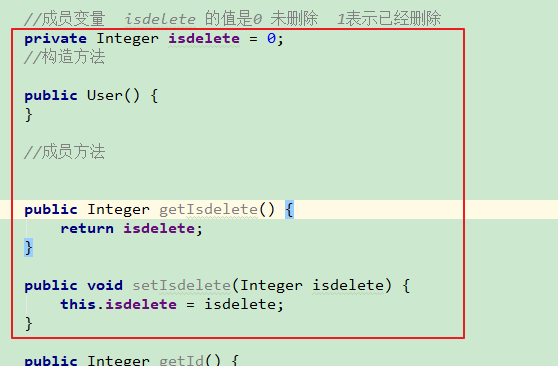 //成员变量  isdelete 的值是0 未删除  1表示已经删除
private Integer isdelete = 0;
//构造方法
public User() {
}
//成员方法
public Integer getIsdelete() {
return isdelete;
}
public void setIsdelete(Integer isdelete) {
this.isdelete = isdelete;
}
public Integer getId() {